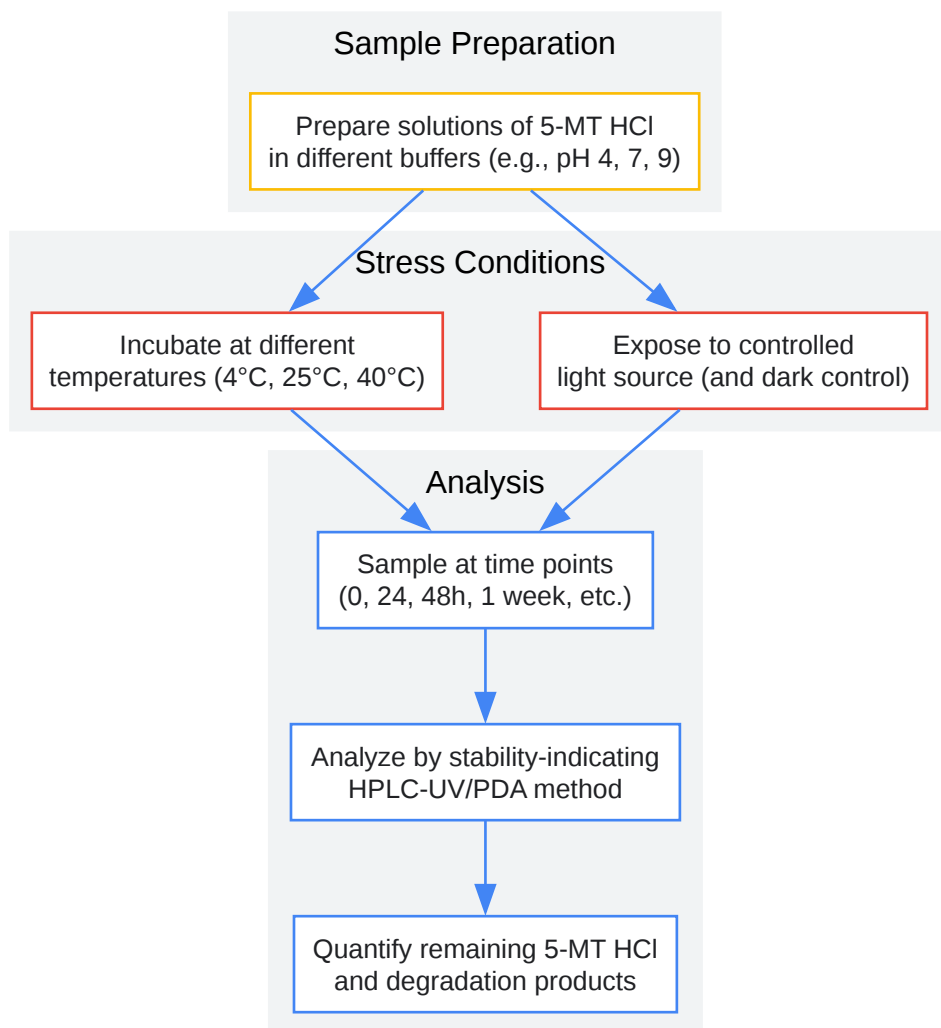 Sample Preparation
Prepare solutions of 5-MT HCl
in different buffers (e.g., pH 4, 7, 9)
Stress Conditions
Incubate at different
temperatures (4°C, 25°C, 40°C)
Expose to controlled
light source (and dark control)
Analysis
Sample at time points
(0, 24, 48h, 1 week, etc.)
Analyze by stability-indicating
HPLC-UV/PDA method
Quantify remaining 5-MT HCl
and degradation products